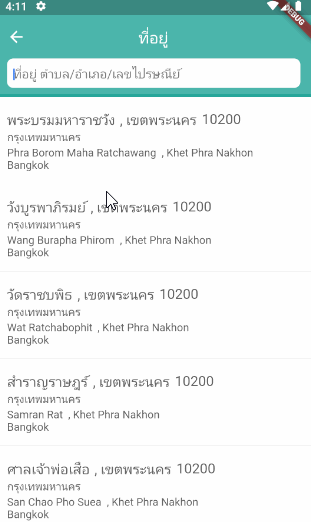 4:11
DEBUG
ที่อยู่
ที่อยู่ ตำบล/อำเภอ/เลขไปรษณีย์
พระบรมมหาราชวัง , เขตพระนคร 10200
กรุงเทพมหานคร
Phra Borom Maha Ratchawang , Khet Phra Nakhon
Bangkok
วังบูรพาภิรมย์ , เขตพระนคร 10200
กรุงเทพมหานคร
Wang Burapha Phirom , Khet Phra Nakhon
Bangkok
วัดราชบพิธ , เขตพระนคร 10200
กรุงเทพมหานคร
Wat Ratchabophit , Khet Phra Nakhon
Bangkok
สำราญราษฎร์ , เขตพระนคร 10200
กรุงเทพมหานคร
Samran Rat , Khet Phra Nakhon
Bangkok
ศาลเจ้าพ่อเสือ , เขตพระนคร 10200
กรุงเทพมหานคร
San Chao Pho Suea , Khet Phra Nakhon
Bangkok